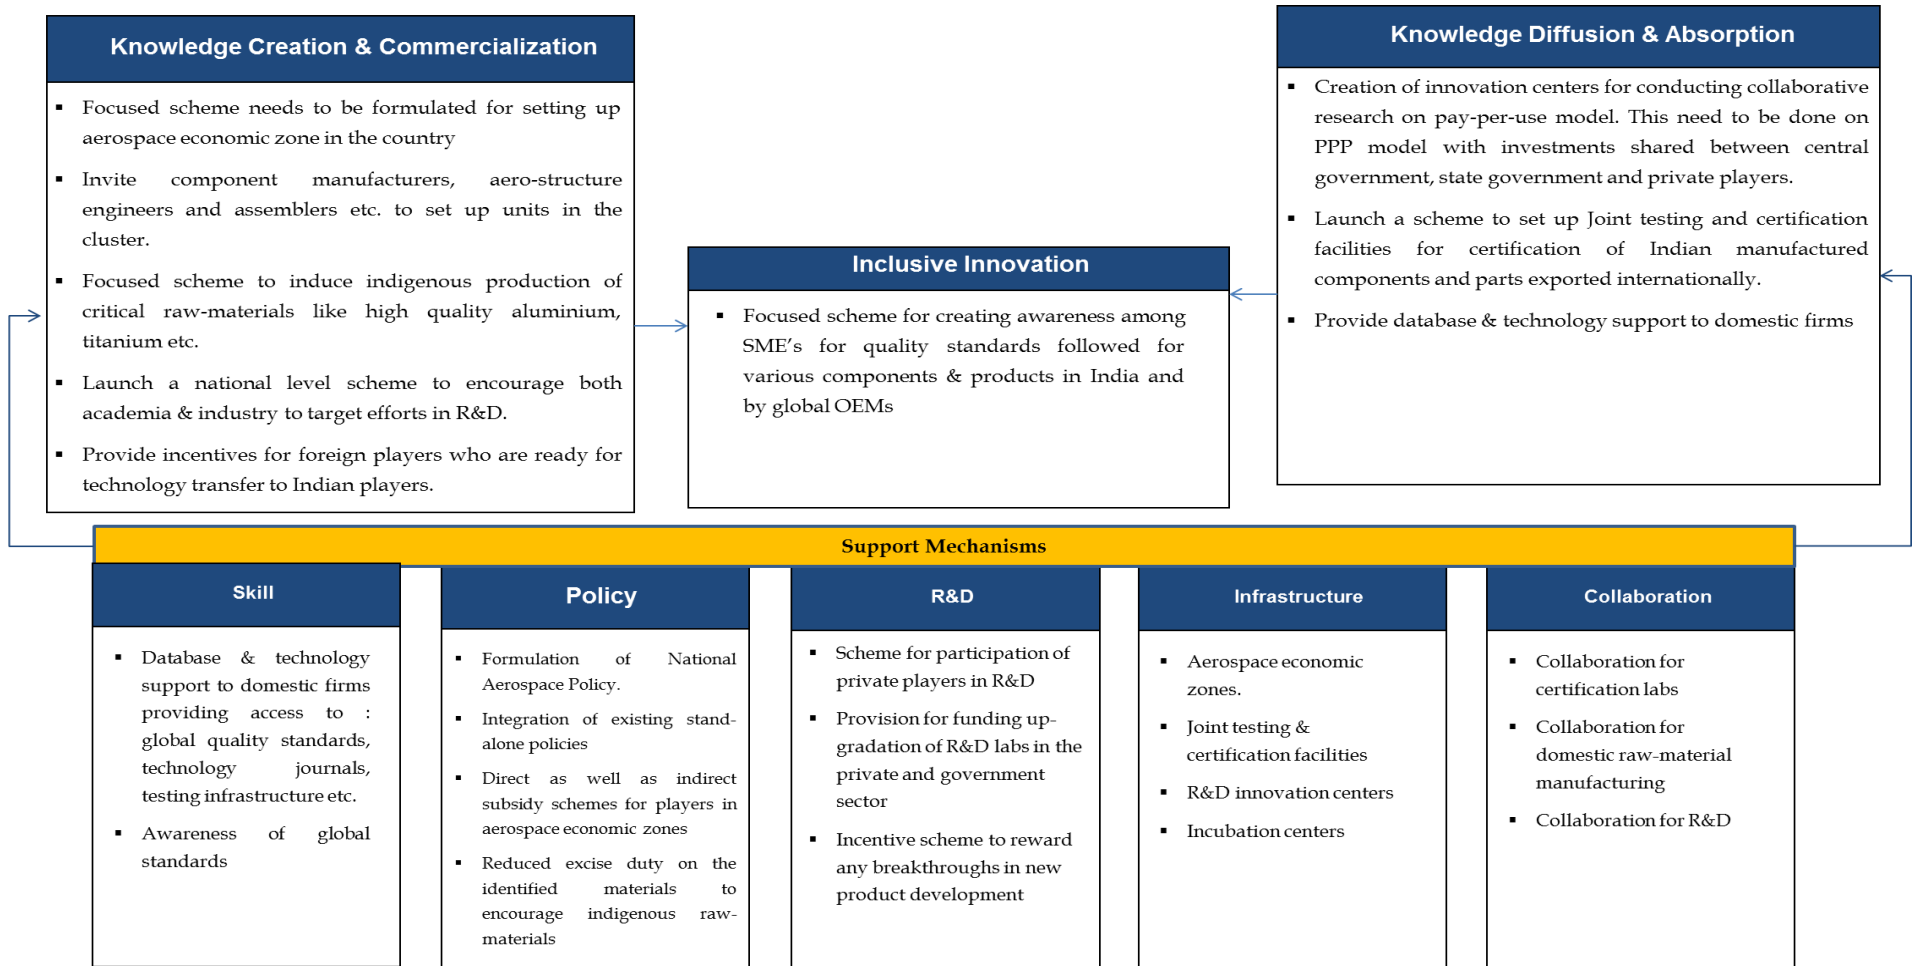 Knowledge Creation & Commercialization
▪ Focused scheme needs to be formulated for setting up
aerospace economic zone in the country
▪ Invite component manufacturers, aero-structure
engineers and assemblers etc. to set up units in the
cluster.
▪ Focused scheme to induce indigenous production of
critical raw-materials like high quality aluminium,
titanium etc.
▪ Launch a national level scheme to encourage both
academia & industry to target efforts in R&D.
▪ Provide incentives for foreign players who are ready for
technology transfer to Indian players.
Inclusive Innovation
▪ Focused scheme for creating awareness among
SME's for quality standards followed for
various components & products in India and
by global OEMs
Knowledge Diffusion & Absorption
▪ Creation of innovation centers for conducting collaborative
research on pay-per-use model. This need to be done on
PPP model with investments shared between central
government, state government and private players.
▪ Launch a scheme to set up Joint testing and certification
facilities for certification of Indian manufactured
components and parts exported internationally.
▪ Provide database & technology support to domestic firms
Support Mechanisms
Skill
▪ Database & technology
support to domestic firms
providing access to :
global quality standards,
technology journals,
testing infrastructure etc.
▪ Awareness of global
standards
Policy
▪ Formulation of National
Aerospace Policy.
▪ Integration of existing stand-
alone policies
▪ Direct as well as indirect
subsidy schemes for players in
aerospace economic zones
▪ Reduced excise duty on the
identified materials to
encourage indigenous raw-
materials
R&D
▪ Scheme for participation of
private players in R&D
▪ Provision for funding up-
gradation of R&D labs in the
private and government
sector
▪ Incentive scheme to reward
any breakthroughs in new
product development
Infrastructure
▪ Aerospace economic
zones.
▪ Joint testing &
certification facilities
▪ R&D innovation centers
▪ Incubation centers
Collaboration
▪ Collaboration for
certification labs
▪ Collaboration for
domestic raw-material
manufacturing
▪ Collaboration for R&D